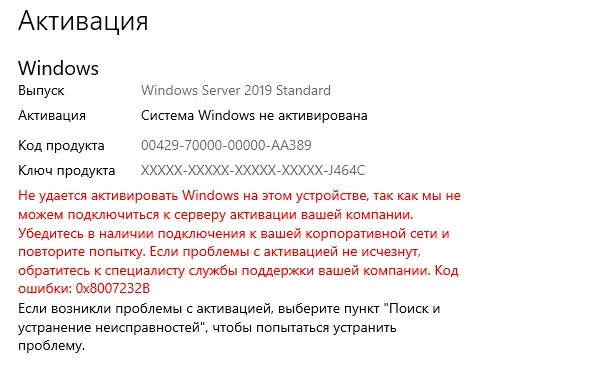 Активация
Windows
Выпуск Windows Server 2019 Standard
Активация Система Windows не активирована
Код продукта 00429-70000-00000-AA389
Ключ продукта XXXXX-XXXXX-XXXXX-XXXXX-J464C
Не удается активировать Windows на этом устройстве, так как мы не
можем подключиться к серверу активации вашей компании.
Убедитесь в наличии подключения к вашей корпоративной сети и
повторите попытку. Если проблемы с активацией не исчезнут,
обратитесь к специалисту службы поддержки вашей компании. Код
ошибки: 0x8007232B
Если возникли проблемы с активацией, выберите пункт "Поиск и
устранение неисправностей", чтобы попытаться устранить
проблему.